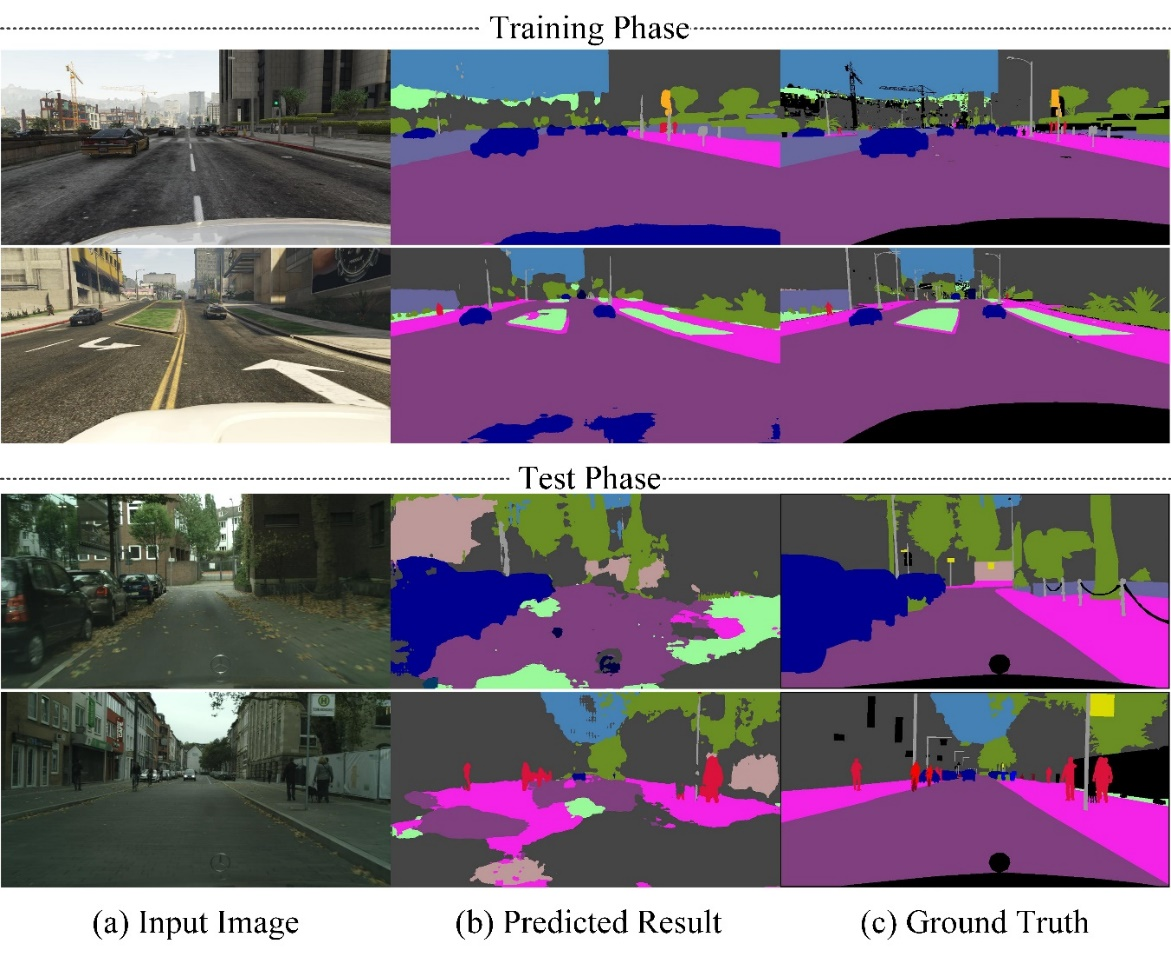 Training Phase
Test Phase
H
(a) Input Image
(b) Predicted Result
(c) Ground Truth